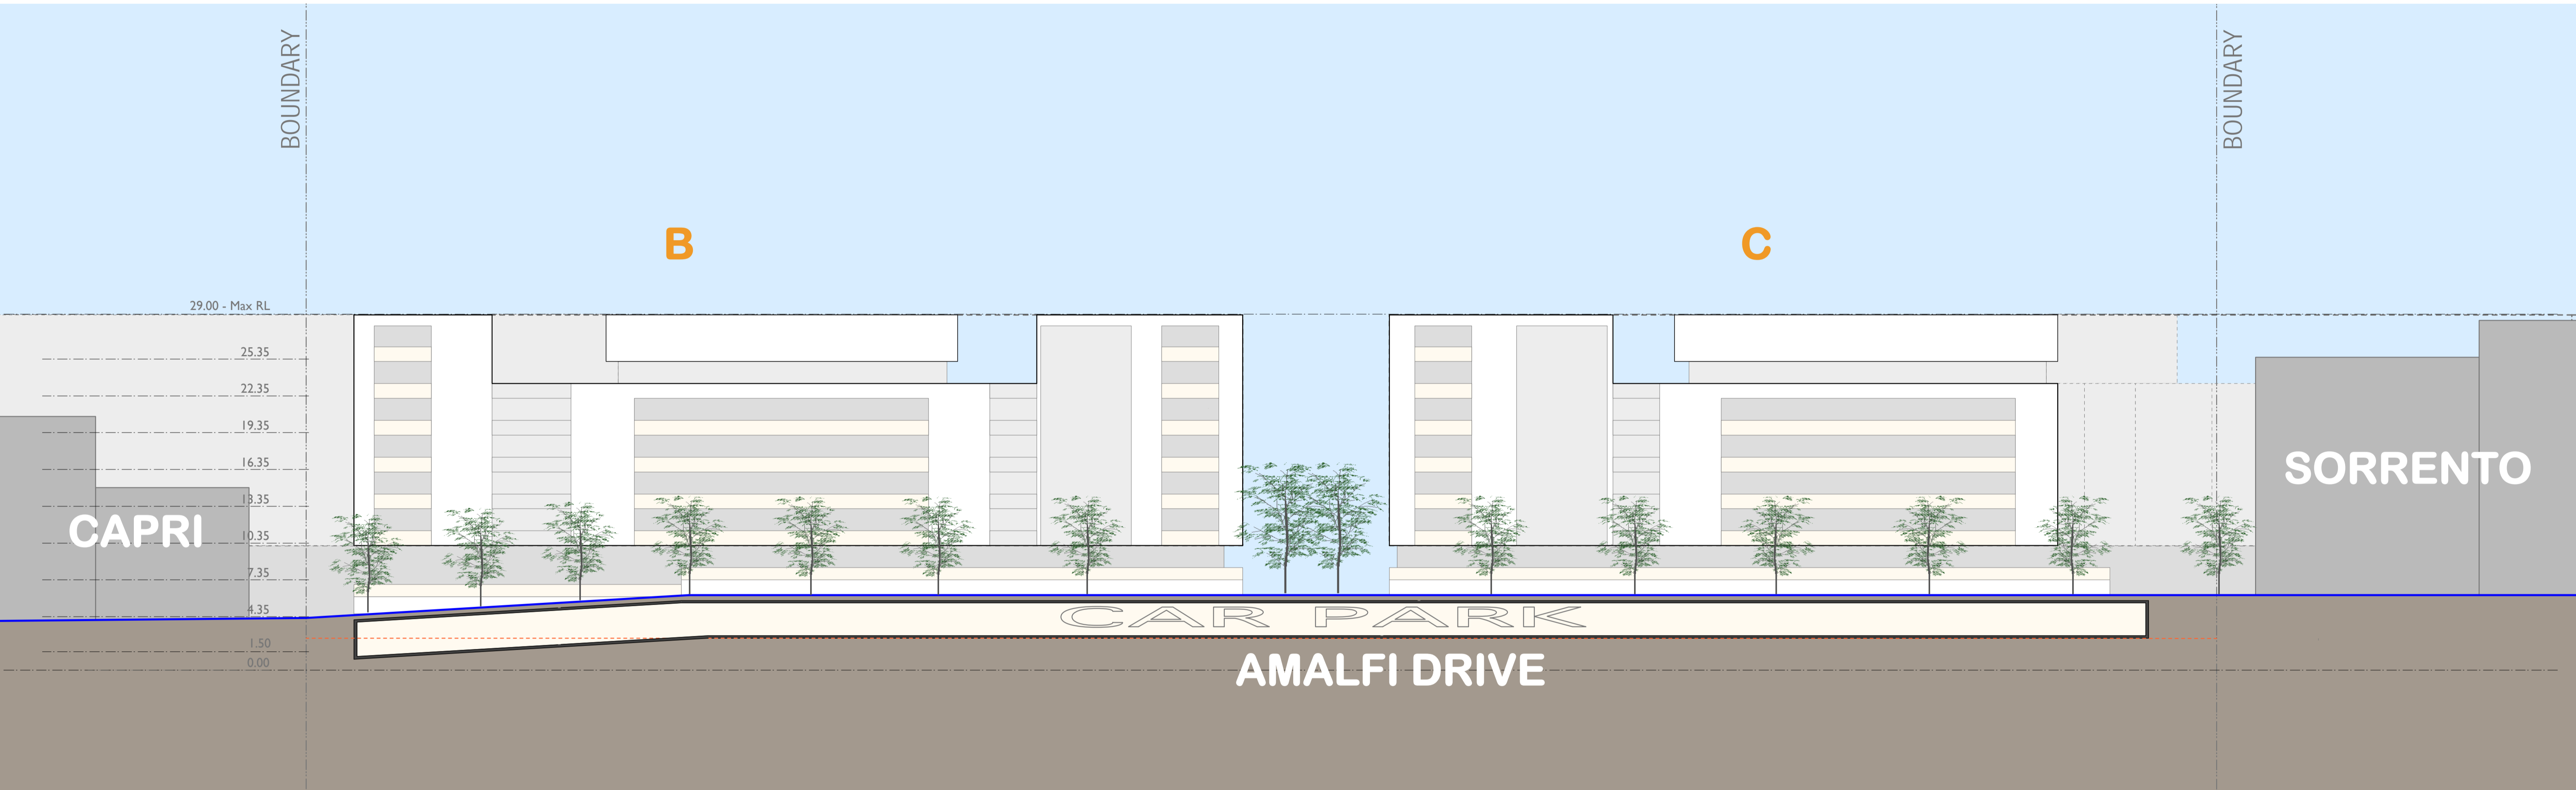 BOUNDARY
BOUNDARY
B
C
29.00 - Max RL
25.35
22.35
19.35
16.35
13.35
10.35
7.35
4.35
1.50
0.00
CAPRI
SORRENTO
CAR PARK
AMALFI DRIVE